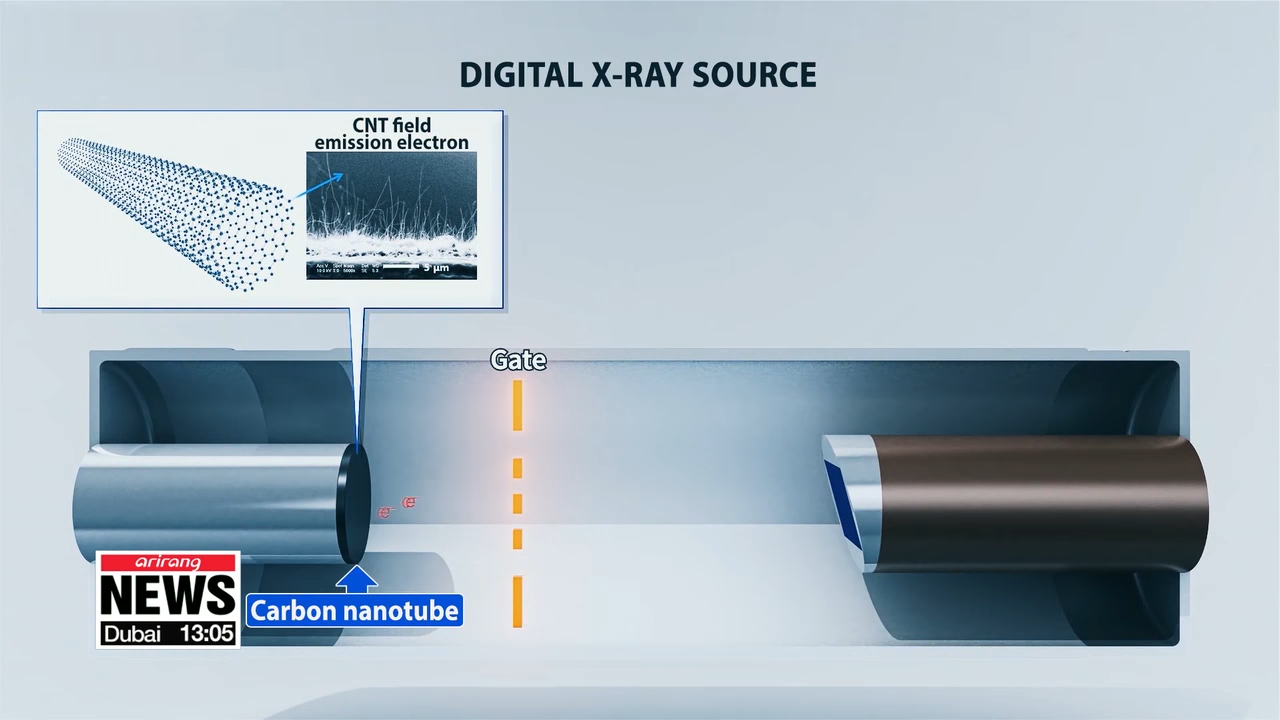 DIGITAL X-RAY SOURCE
CNT field
emission electron
5 μm
Gate
arirang
NEWS
Dubai 13:05
Carbon nanotube